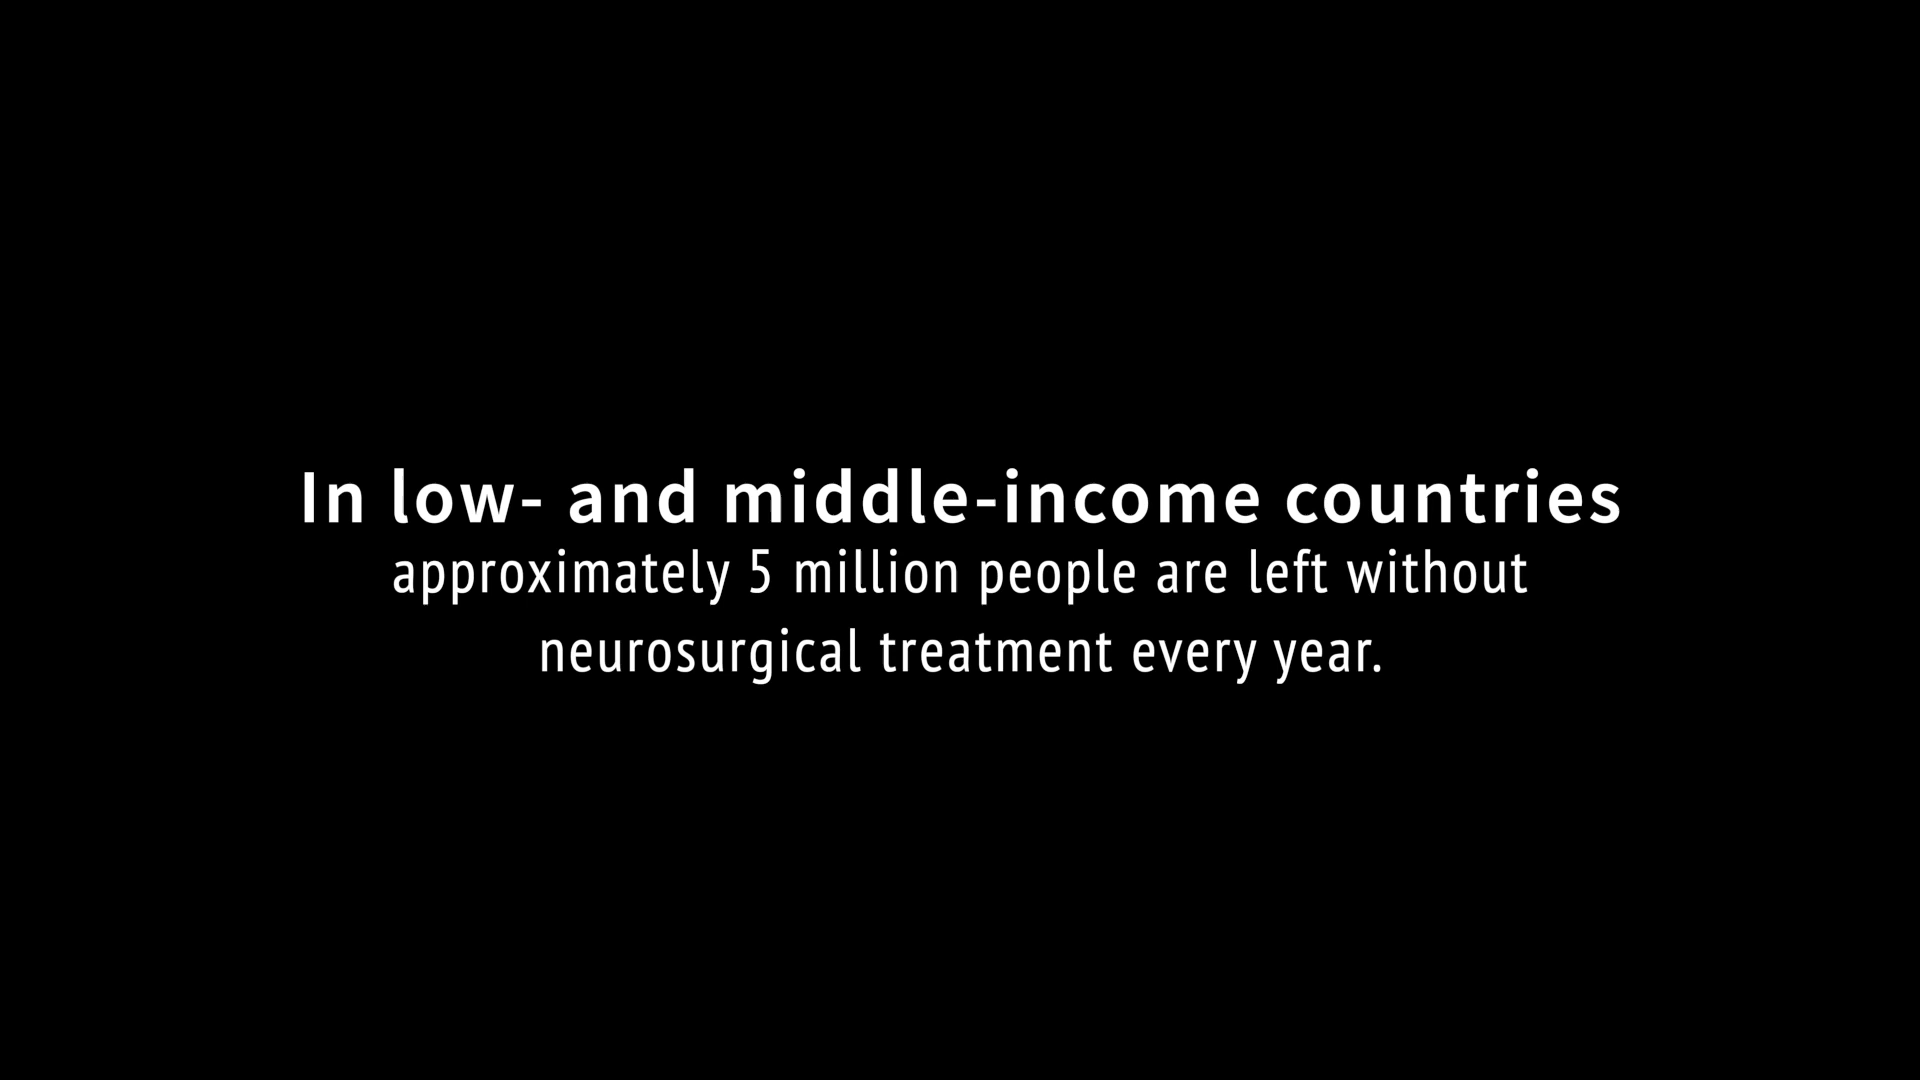 In low- and middle-income countries
approximately 5 million people are left without
neurosurgical treatment every year.